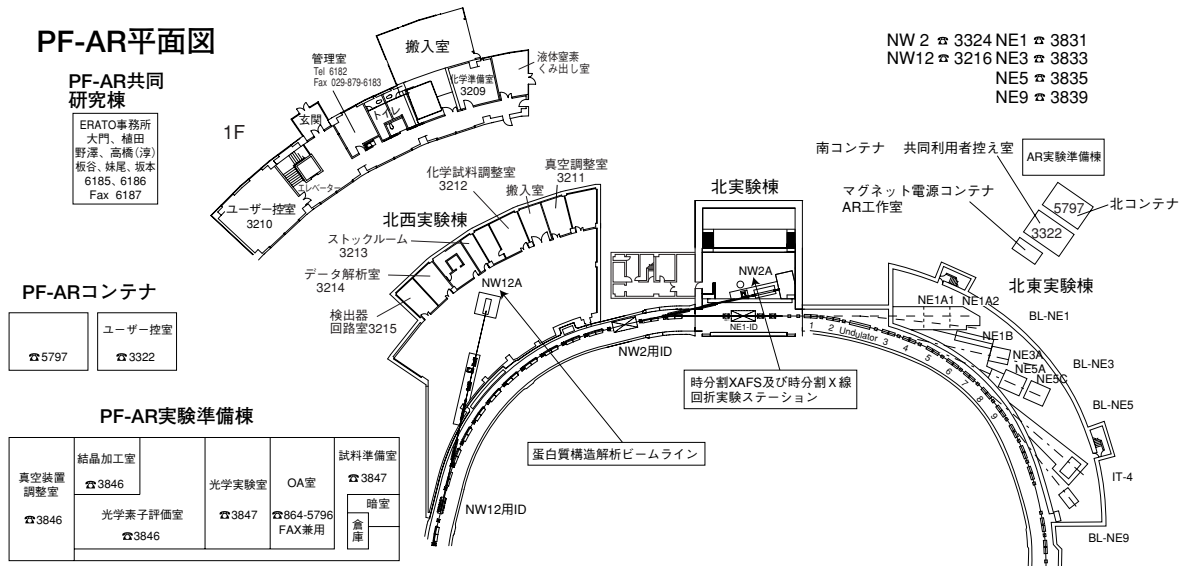 PF-AR平面図
PF-AR共同
研究棟
ERATO事務所
大門、植田
野澤、高橋(淳)
板谷、妹尾、坂本
6185、6186
Fax 6187
1F
管理室
Tel 6182
Fax 029-879-6183
搬入室
液体窒素
くみ出し室
化学準備室
3209
トイレ
玄関
エレベーター
ユーザー控室
3210
NW 2 ☎ 3324 NE1 ☎ 3831
NW12 ☎ 3216 NE3 ☎ 3833
NE5 ☎ 3835
NE9 ☎ 3839
南コンテナ
共同利用者控え室
AR実験準備棟
マグネット電源コンテナ
AR工作室
5797
北コンテナ
3322
北西実験棟
化学試料調整室
3212
搬入室
真空調整室
3211
ストックルーム
3213
データ解析室
3214
検出器
回路室3215
NW12A
北実験棟
NW2A
NE1-ID
NW2用ID
NW12用ID
1
2
Undulator
3
4
5
6
7
8
9
北東実験棟
NE1A1
NE1A2
BL-NE1
NE1B
NE3A
BL-NE3
NE5A
NE5C
BL-NE5
IT-4
BL-NE9
時分割XAFS及び時分割X線
回折実験ステーション
蛋白質構造解析ビームライン
PF-ARコンテナ
☎5797
ユーザー控室
☎3322
PF-AR実験準備棟
真空装置
調整室
☎3846
結晶加工室
☎3846
光学素子評価室
☎3846
光学実験室
☎3847
OA室
☎864-5796
FAX兼用
試料準備室
☎3847
暗室
倉庫